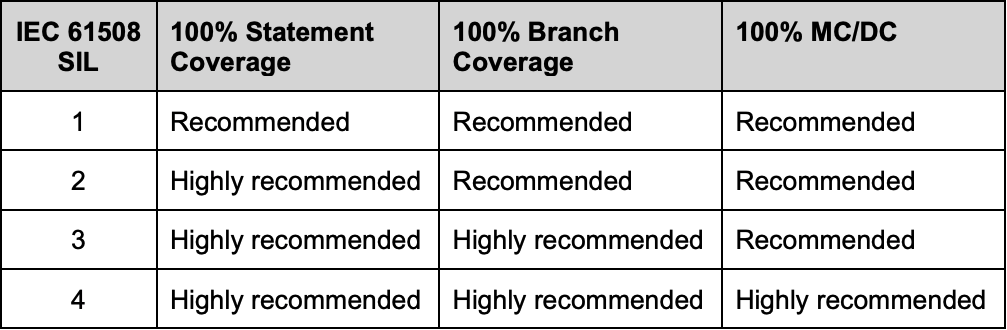 IEC 61508 SIL
100% Statement Coverage
100% Branch Coverage
100% MC/DC
1 Recommended Recommended Recommended
2 Highly recommended Recommended Recommended
3 Highly recommended Highly recommended Recommended
4 Highly recommended Highly recommended Highly recommended